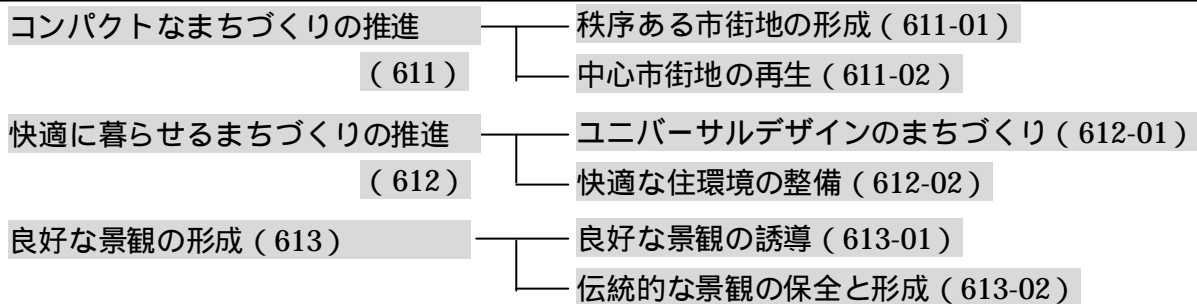 コンパクトなまちづくりの推進 秩序ある市街地の形成（611-01）
（611） 中心市街地の再生（611-02）
快適に暮らせるまちづくりの推進 ユニバーサルデザインのまちづくり（612-01）
（612） 快適な住環境の整備（612-02）
良好な景観の形成（613） 良好な景観の誘導（613-01）
伝統的な景観の保全と形成（613-02）